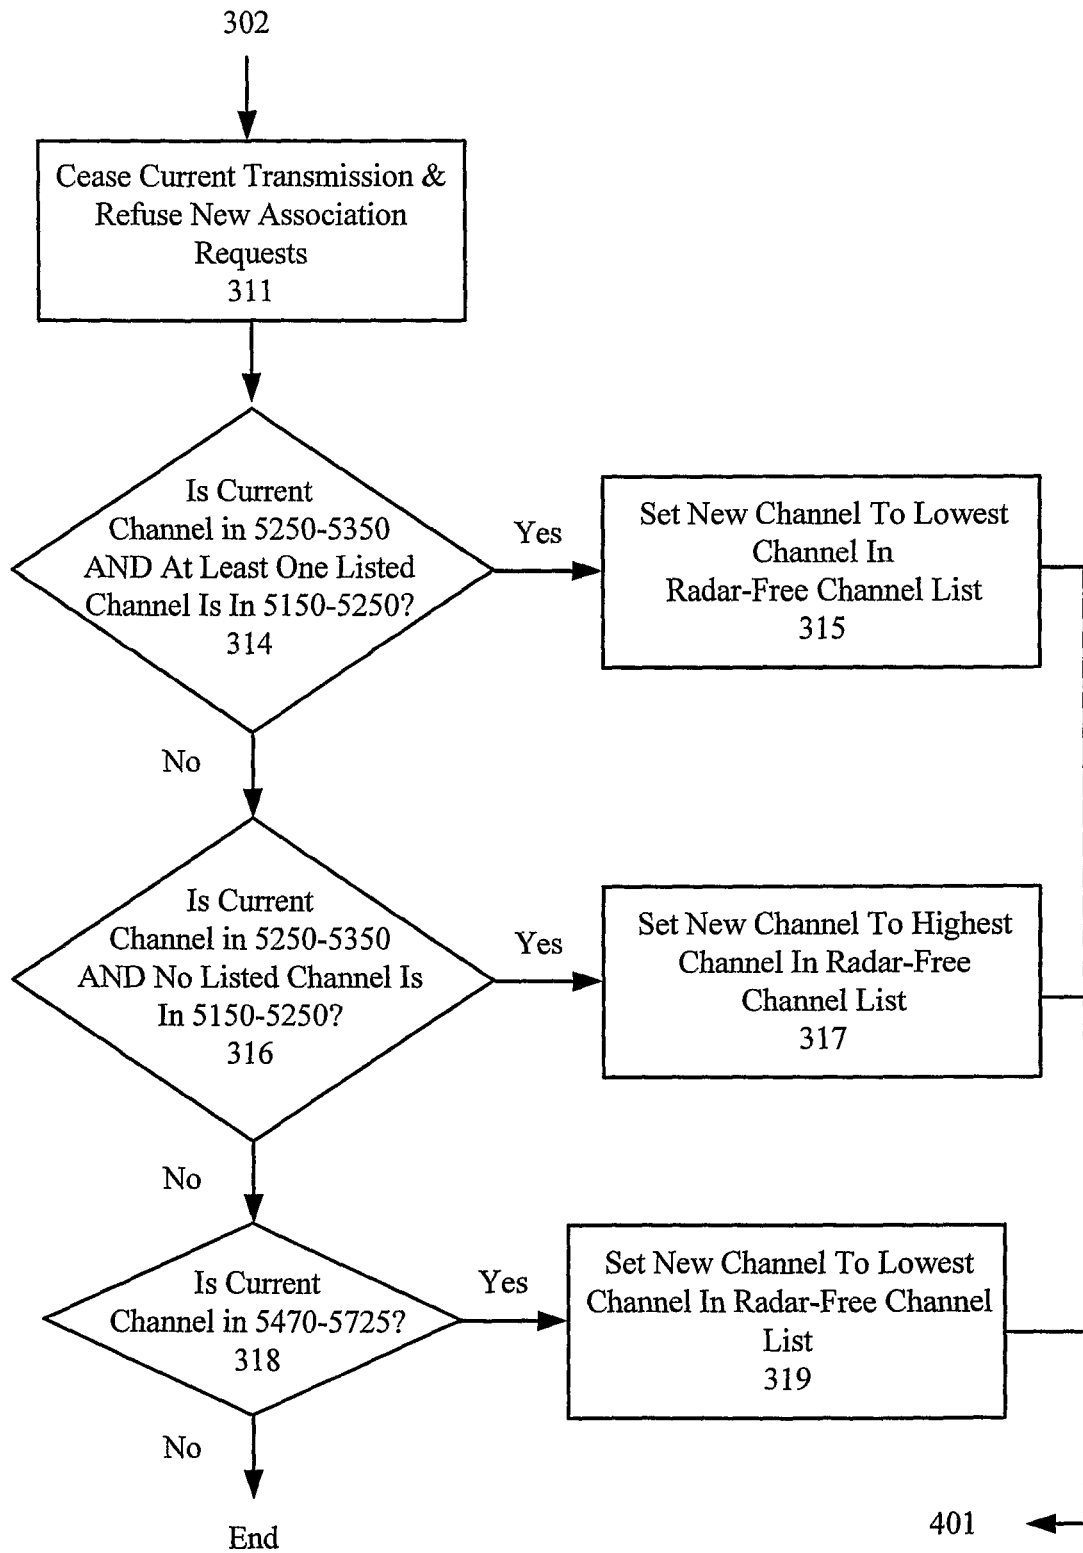 302
Cease Current Transmission &
Refuse New Association
Requests
311
Is Current
Channel in 5250-5350
AND At Least One Listed
Channel Is In 5150-5250?
314
Yes
Set New Channel To Lowest
Channel In
Radar-Free Channel List
315
No
Is Current
Channel in 5250-5350
AND No Listed Channel Is
In 5150-5250?
316
Yes
Set New Channel To Highest
Channel In Radar-Free
Channel List
317
No
Is Current
Channel in 5470-5725?
318
Yes
Set New Channel To Lowest
Channel In Radar-Free Channel
List
319
No
End
401